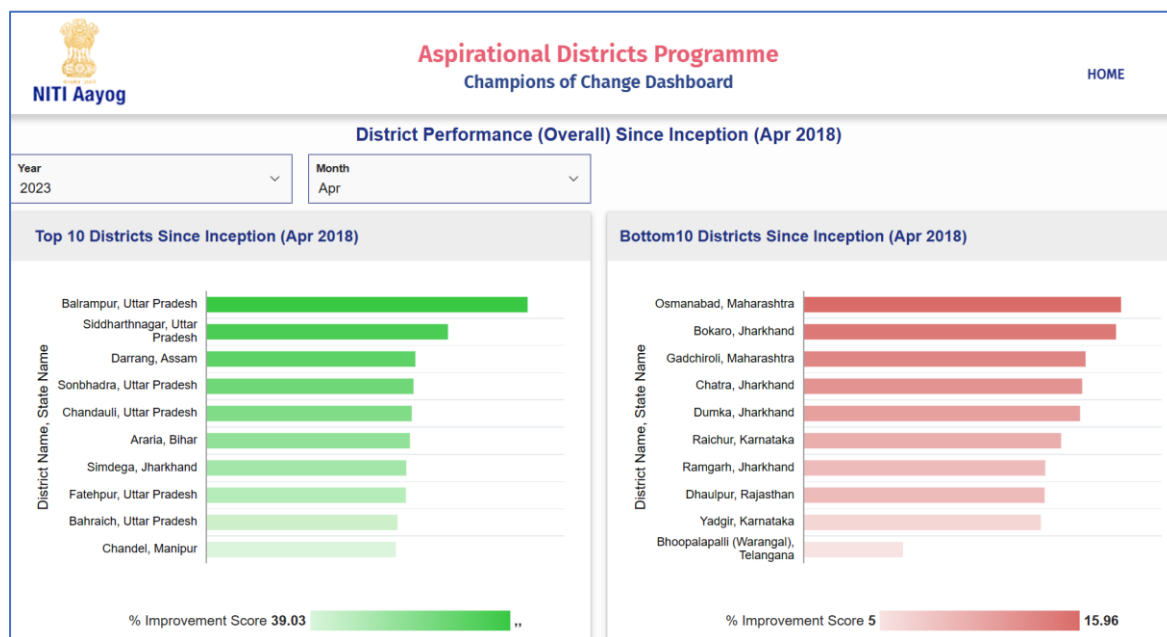 Aspirational Districts Programme
Champions of Change Dashboard
HOME
NITI Aayog
District Performance (Overall) Since Inception (Apr 2018)
Year
2023
Month
Apr
Top 10 Districts Since Inception (Apr 2018)
District Name, State Name
Balrampur, Uttar Pradesh
Siddharthnagar, Uttar
Pradesh
Darrang, Assam
Sonbhadra, Uttar Pradesh
Chandauli, Uttar Pradesh
Araria, Bihar
Simdega, Jharkhand
Fatehpur, Uttar Pradesh
Bahraich, Uttar Pradesh
Chandel, Manipur
% Improvement Score 39.03 ,,
Bottom10 Districts Since Inception (Apr 2018)
District Name, State Name
Osmanabad, Maharashtra
Bokaro, Jharkhand
Gadchiroli, Maharashtra
Chatra, Jharkhand
Dumka, Jharkhand
Raichur, Karnataka
Ramgarh, Jharkhand
Dhaulpur, Rajasthan
Yadgir, Karnataka
Bhoopalapalli (Warangal),
Telangana
% Improvement Score 5 15.96